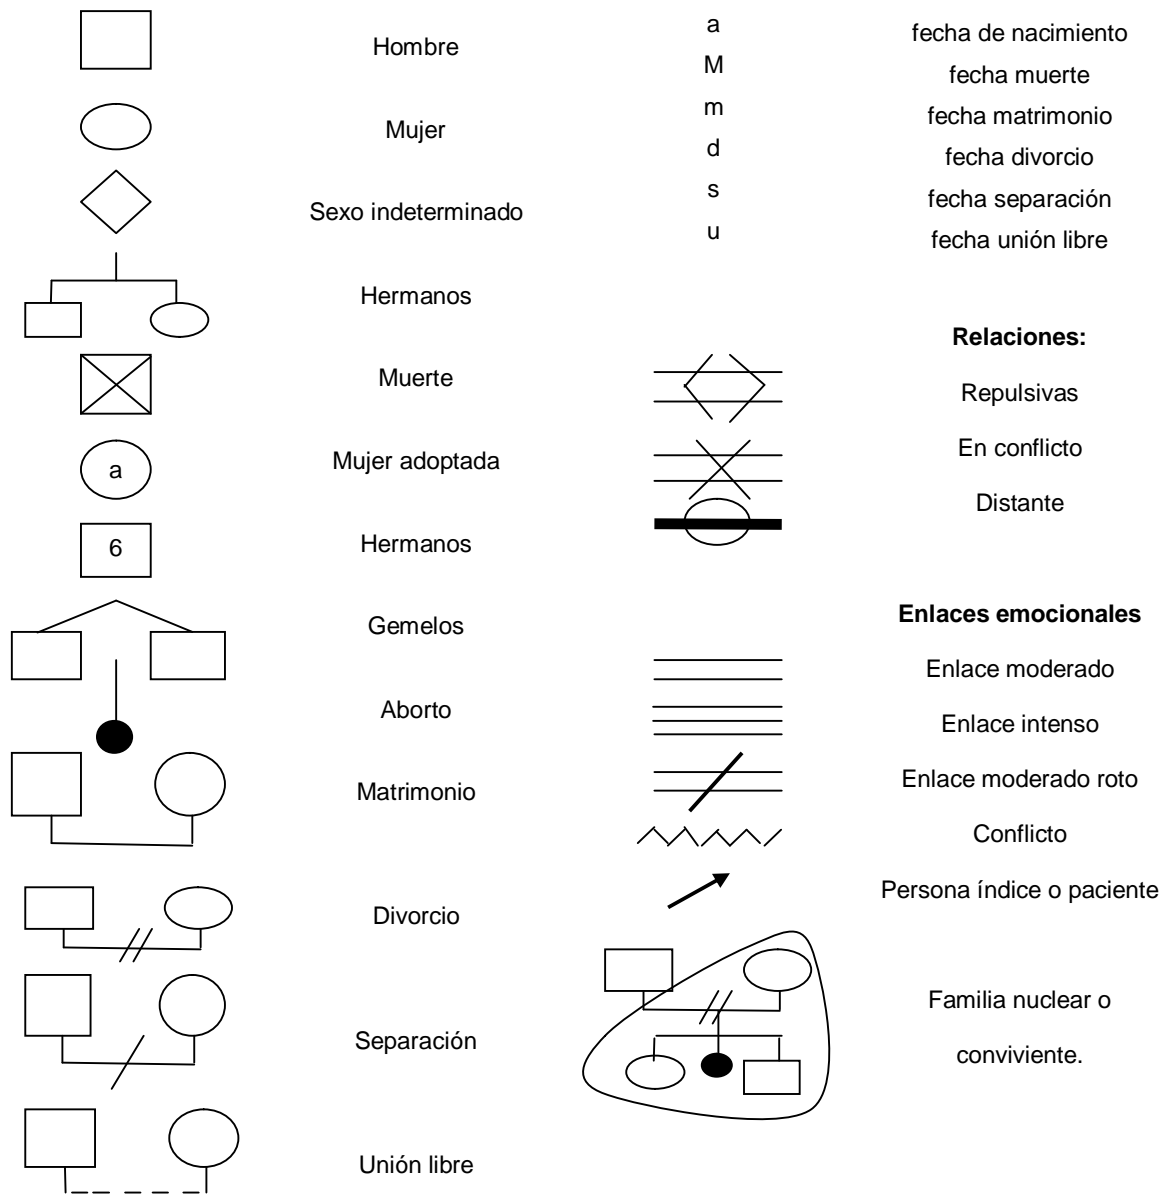 Hombre
Mujer
Sexo indeterminado
Hermanos
Muerte
a
Mujer adoptada
6
Hermanos
Gemelos
Aborto
Matrimonio
Divorcio
Separación
Unión libre
a
fecha de nacimiento
M
fecha muerte
m
fecha matrimonio
d
fecha divorcio
s
fecha separación
u
fecha unión libre
Relaciones:
Repulsivas
En conflicto
Distante
Enlaces emocionales
Enlace moderado
Enlace intenso
Enlace moderado roto
Conflicto
Persona índice o paciente
Familia nuclear o
conviviente.